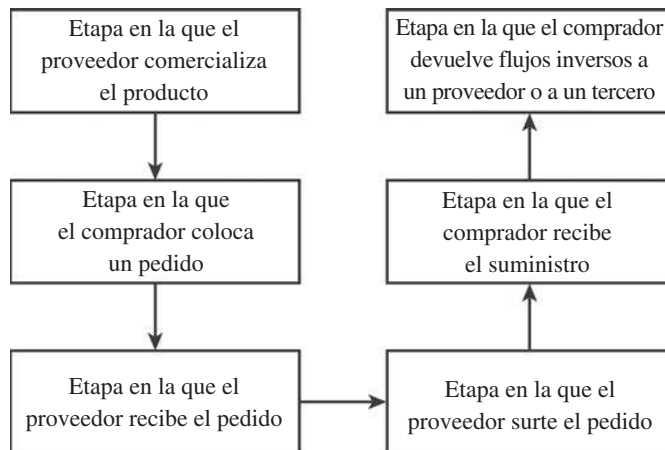 Etapa en la que el
proveedor comercializa
el producto
Etapa en la que
el comprador coloca
un pedido
Etapa en la que el
proveedor recibe el pedido
Etapa en la que el
proveedor surte el pedido
Etapa en la que el
comprador recibe
el suministro
Etapa en la que el comprador
devuelve flujos inversos a
un proveedor o a un tercero